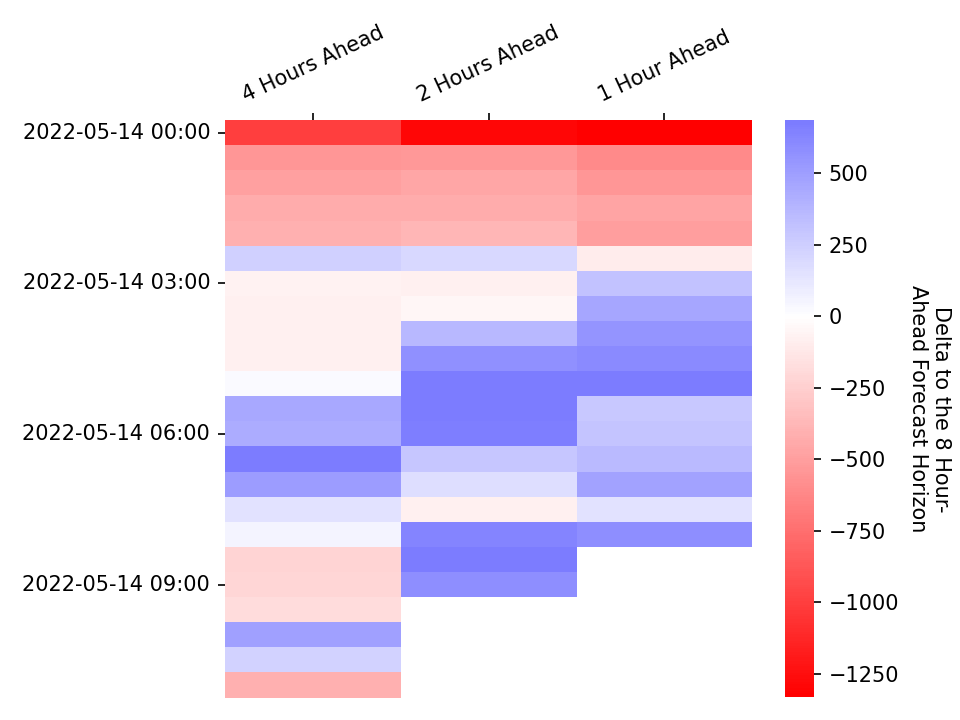 4 Hours Ahead
2 Hours Ahead
1 Hour Ahead
2022-05-14 00:00
2022-05-14 03:00
2022-05-14 06:00
2022-05-14 09:00
500
250
0
−250
−500
−750
−1000
−1250
Delta to the 8 Hour-
Ahead Forecast Horizon